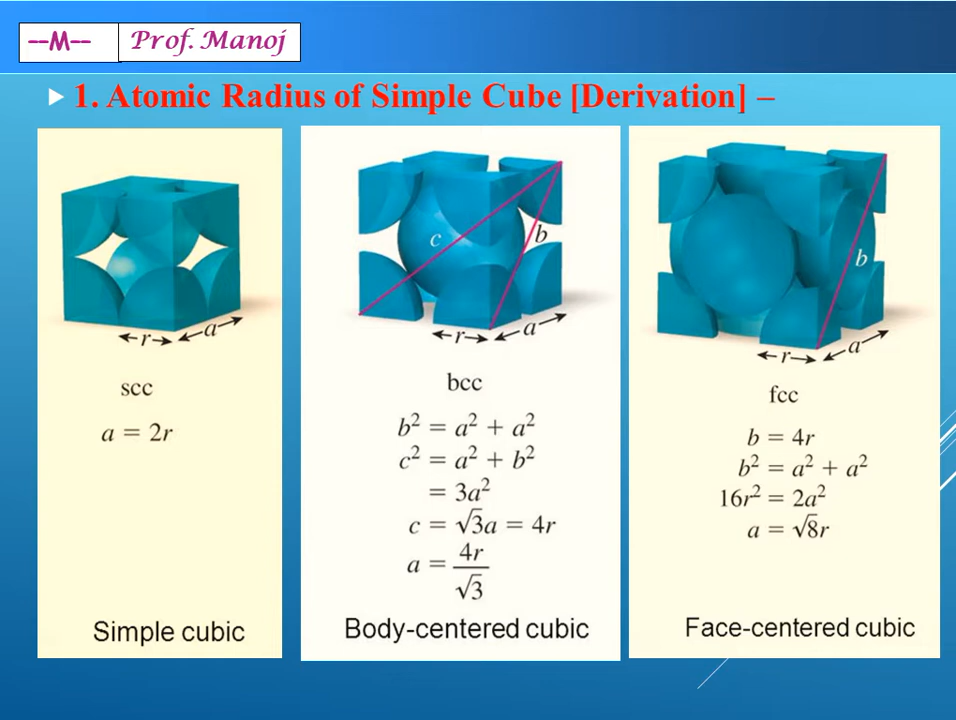 --M-- Prof. Manoj
1. Atomic Radius of Simple Cube [Derivation] –
r a
scc
a = 2r
Simple cubic
c b
r a
bcc
b² = a² + a²
c² = a² + b²
= 3a²
c = √3a = 4r
a = 4r/√3
Body-centered cubic
b
r a
fcc
b = 4r
b² = a² + a²
16r² = 2a²
a = √8r
Face-centered cubic